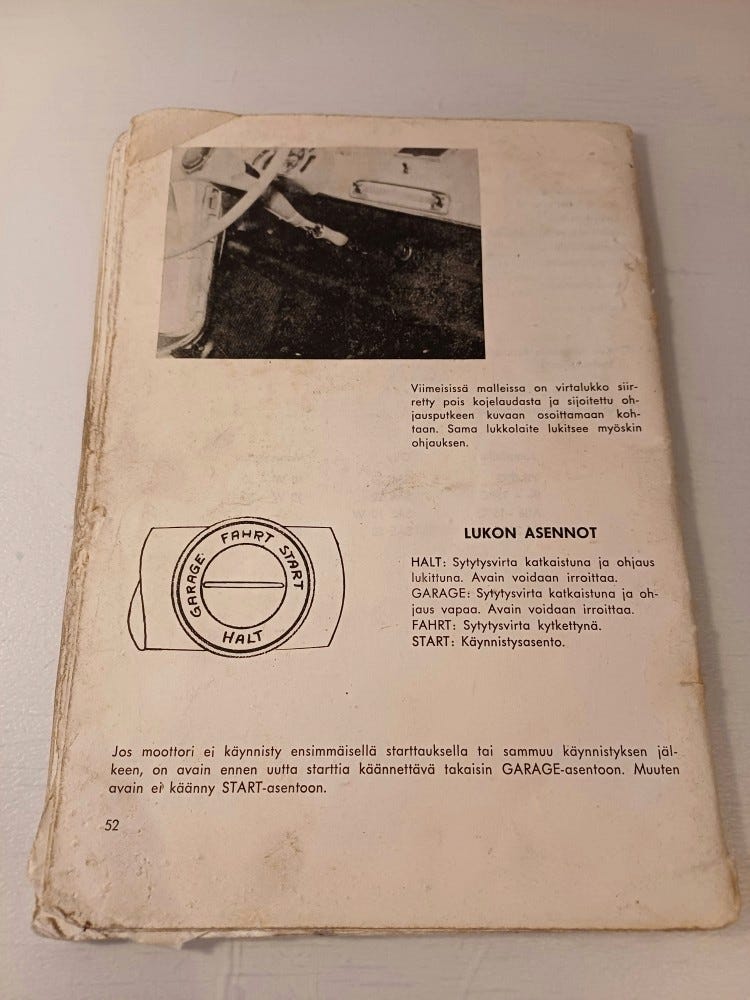 Viimeisissä malleissa on virtalukko siir-
retty pois kojelaudasta ja sijoitettu oh-
jausputkeen kuvaan osoittamaan koh-
taan. Sama lukkolaite lukitsee myöskin
ohjauksen.
GARAGE FAHRT START
HALT
LUKON ASENNOT
HALT: Sytytysvirta katkaistuna ja ohjaus
lukittuna. Avain voidaan irroittaa.
GARAGE: Sytytysvirta katkaistuna ja oh-
jaus vapaa. Avain voidaan irroittaa.
FAHRT: Sytytysvirta kytkettynä.
START: Käynnistysasento.
Jos moottori ei käynnisty ensimmäisellä starttauksella tai sammuu käynnistyksen jäl-
keen, on avain ennen uutta starttia käännettävä takaisin GARAGE-asentoon. Muuten
avain ei käänny START-asentoon.
52